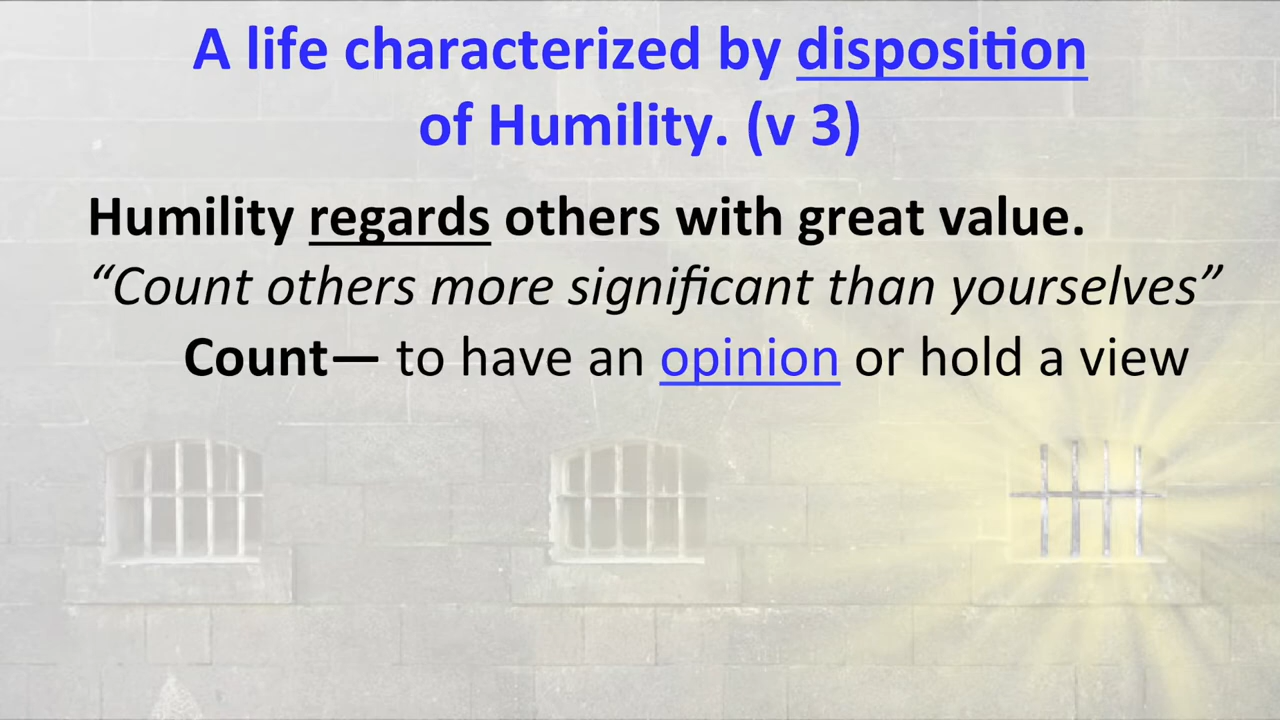 A life characterized by disposition
of Humility. (v 3)
Humility regards others with great value.
“Count others more significant than yourselves”
Count— to have an opinion or hold a view